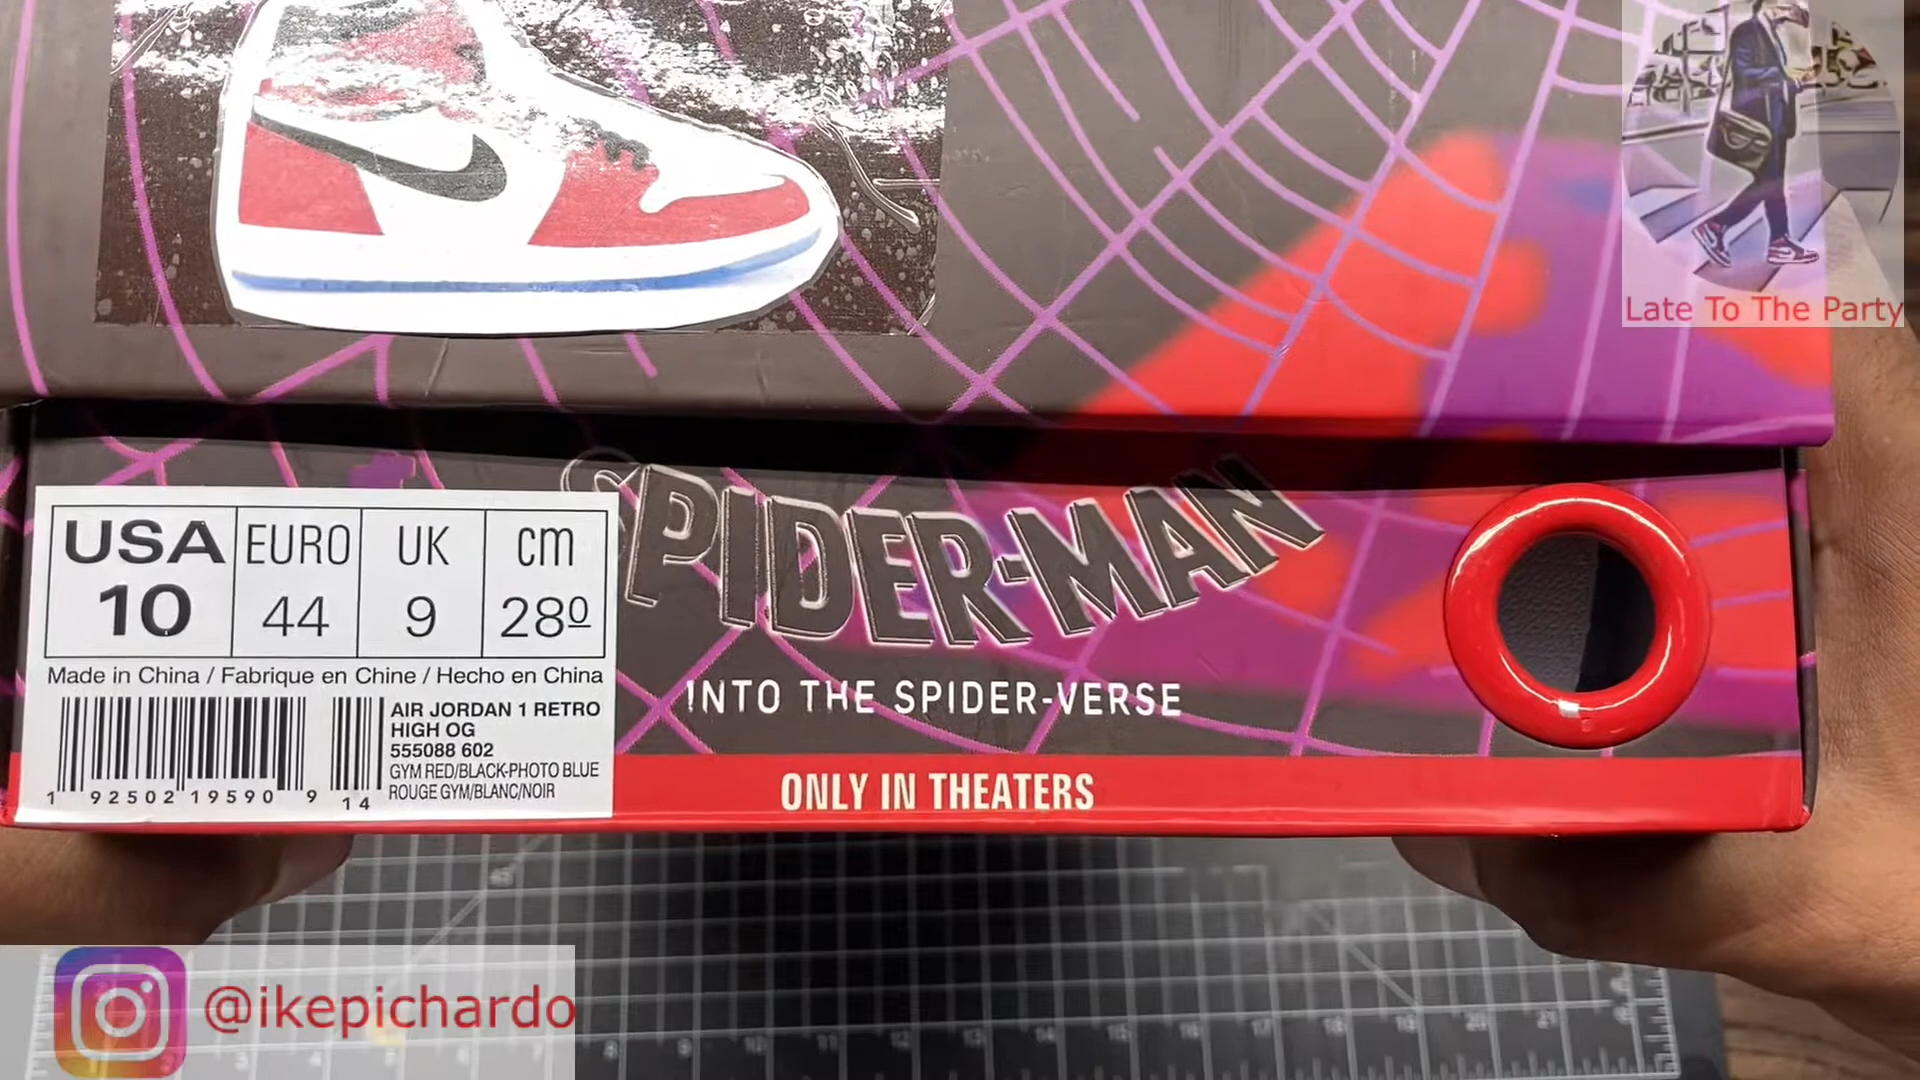 Late To The Party
SPIDER-MAN
INTO THE SPIDER-VERSE
ONLY IN THEATERS
USA EURO UK cm
10 44 9 28⁰
Made in China / Fabrique en Chine / Hecho en China
AIR JORDAN 1 RETRO
HIGH OG
555088 602
GYM RED/BLACK-PHOTO BLUE
ROUGE GYM/BLANC/NOIR
1 92502 19590 9 14
@ikepichardo